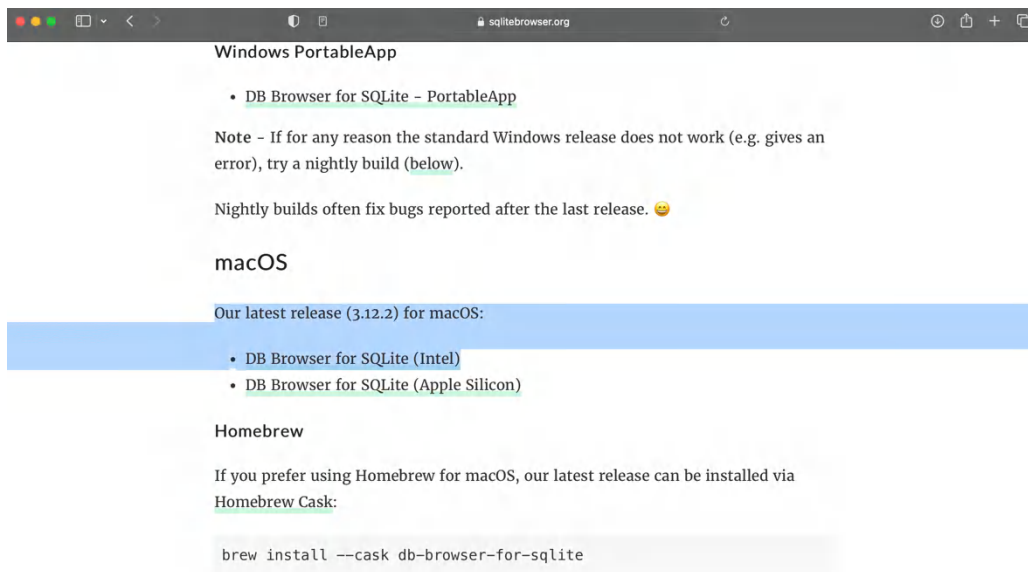 sqlitebrowser.org
Windows PortableApp
• DB Browser for SQLite - PortableApp
Note - If for any reason the standard Windows release does not work (e.g. gives an
error), try a nightly build (below).
Nightly builds often fix bugs reported after the last release. 😄
macOS
Our latest release (3.12.2) for macOS:
• DB Browser for SQLite (Intel)
• DB Browser for SQLite (Apple Silicon)
Homebrew
If you prefer using Homebrew for macOS, our latest release can be installed via
Homebrew Cask:
brew install --cask db-browser-for-sqlite